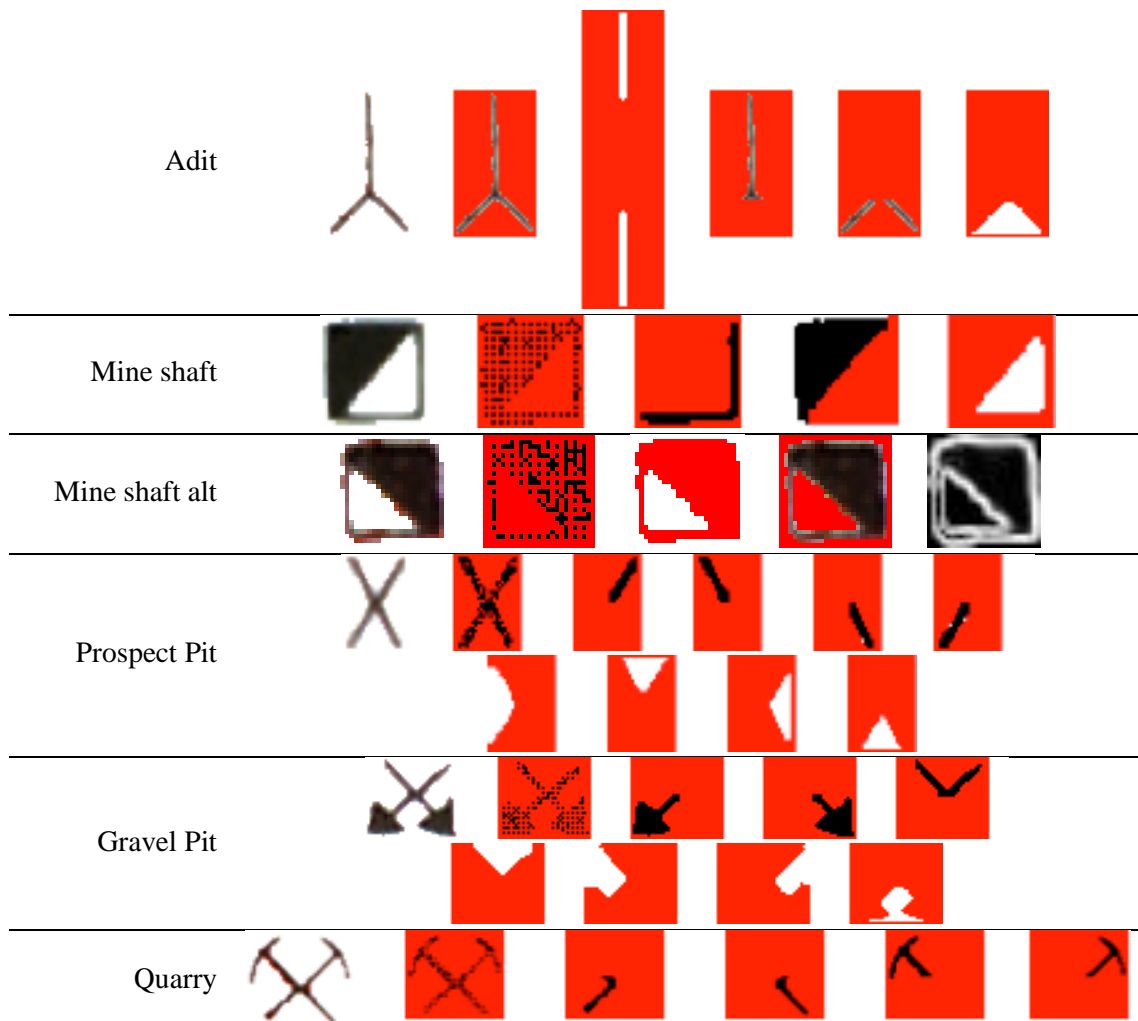 Adit
Mine shaft
Mine shaft alt
Prospect Pit
Gravel Pit
Quarry